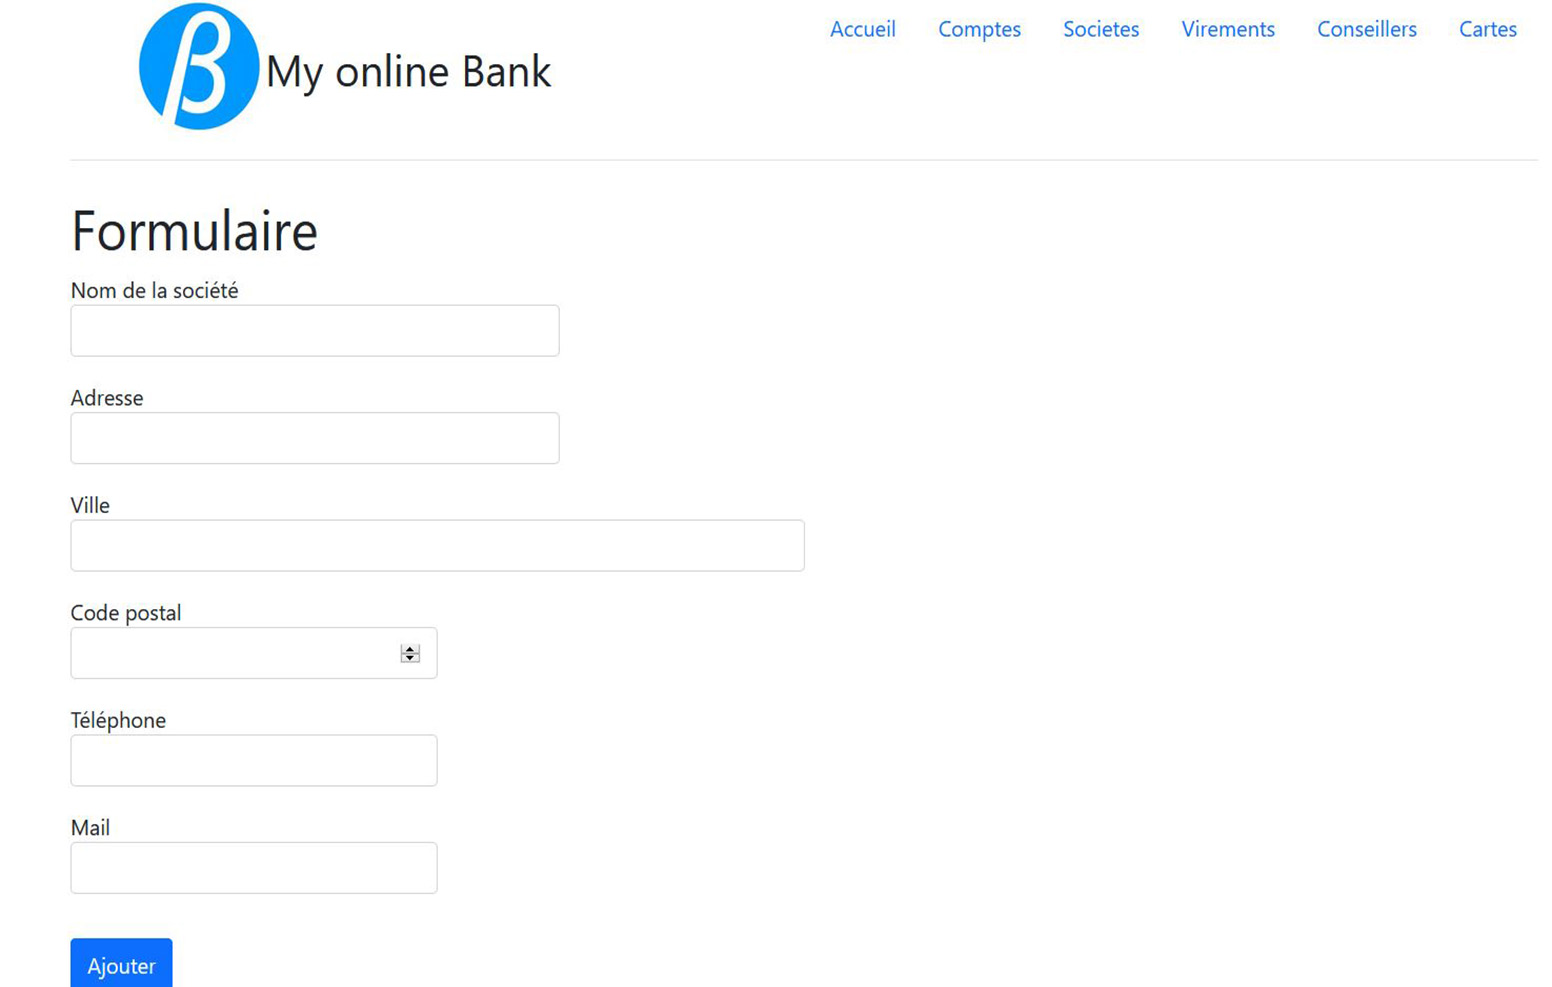 β My online Bank
Accueil Comptes Societes Virements Conseillers Cartes
Formulaire
Nom de la société
Adresse
Ville
Code postal
Téléphone
Mail
Ajouter